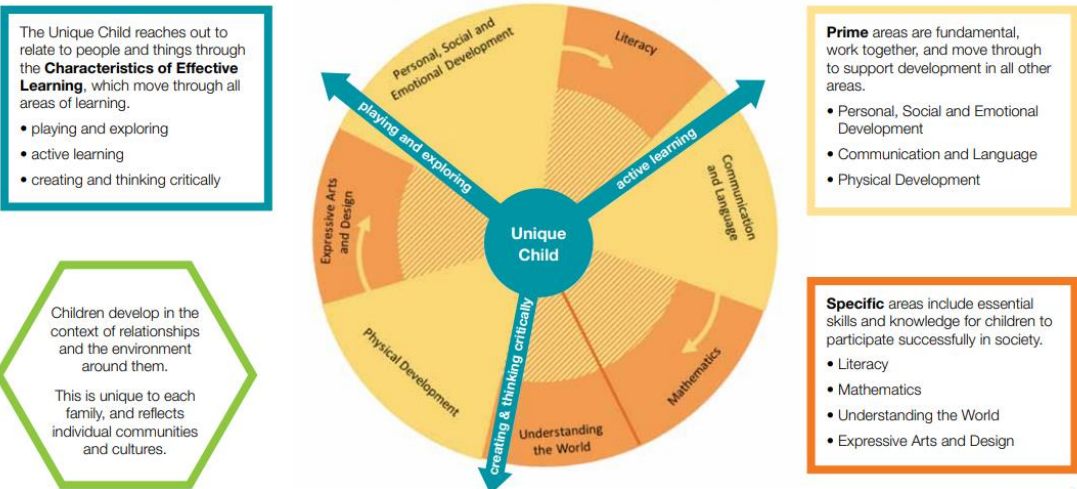 The Unique Child reaches out to
relate to people and things through
the Characteristics of Effective
Learning, which move through all
areas of learning.
• playing and exploring
• active learning
• creating and thinking critically
Children develop in the
context of relationships
and the environment
around them.
This is unique to each
family, and reflects
individual communities
and cultures.
Personal, Social and
Emotional Development
Literacy
playing and exploring
active learning
Communication
and Language
Expressive Arts
and Design
Unique
Child
Physical Development
creating & thinking critically
Mathematics
Understanding
the World
Prime areas are fundamental,
work together, and move through
to support development in all other
areas.
• Personal, Social and Emotional
Development
• Communication and Language
• Physical Development
Specific areas include essential
skills and knowledge for children to
participate successfully in society.
• Literacy
• Mathematics
• Understanding the World
• Expressive Arts and Design